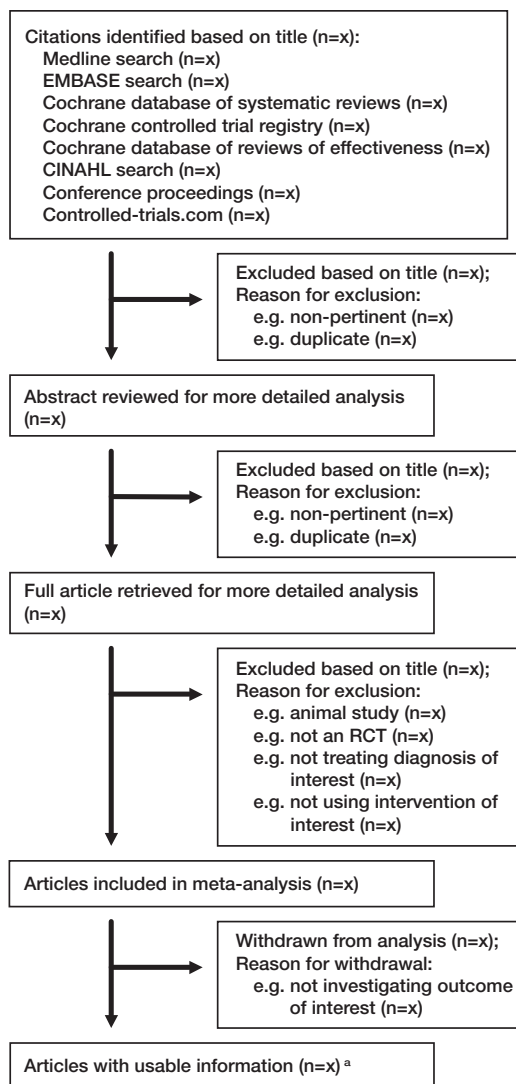 Citations identified based on title (n=x):
Medline search (n=x)
EMBASE search (n=x)
Cochrane database of systematic reviews (n=x)
Cochrane controlled trial registry (n=x)
Cochrane database of reviews of effectiveness (n=x)
CINAHL search (n=x)
Conference proceedings (n=x)
Controlled-trials.com (n=x)
Excluded based on title (n=x);
Reason for exclusion:
e.g. non-pertinent (n=x)
e.g. duplicate (n=x)
Abstract reviewed for more detailed analysis
(n=x)
Excluded based on title (n=x);
Reason for exclusion:
e.g. non-pertinent (n=x)
e.g. duplicate (n=x)
Full article retrieved for more detailed analysis
(n=x)
Excluded based on title (n=x);
Reason for exclusion:
e.g. animal study (n=x)
e.g. not an RCT (n=x)
e.g. not treating diagnosis of
interest (n=x)
e.g. not using intervention of
interest (n=x)
Articles included in meta-analysis (n=x)
Withdrawn from analysis (n=x);
Reason for withdrawal:
e.g. not investigating outcome
of interest (n=x)
Articles with usable information (n=x) a